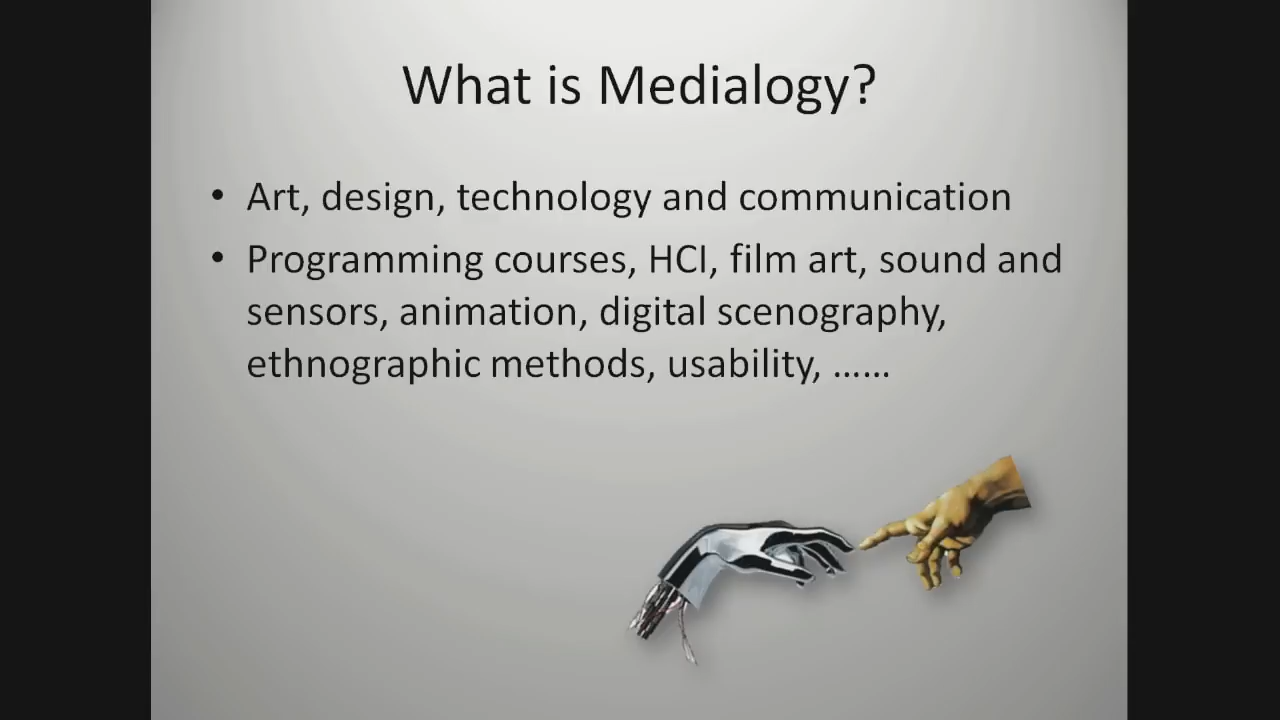 What is Medialogy?
• Art, design, technology and communication
• Programming courses, HCI, film art, sound and
sensors, animation, digital scenography,
ethnographic methods, usability, ……